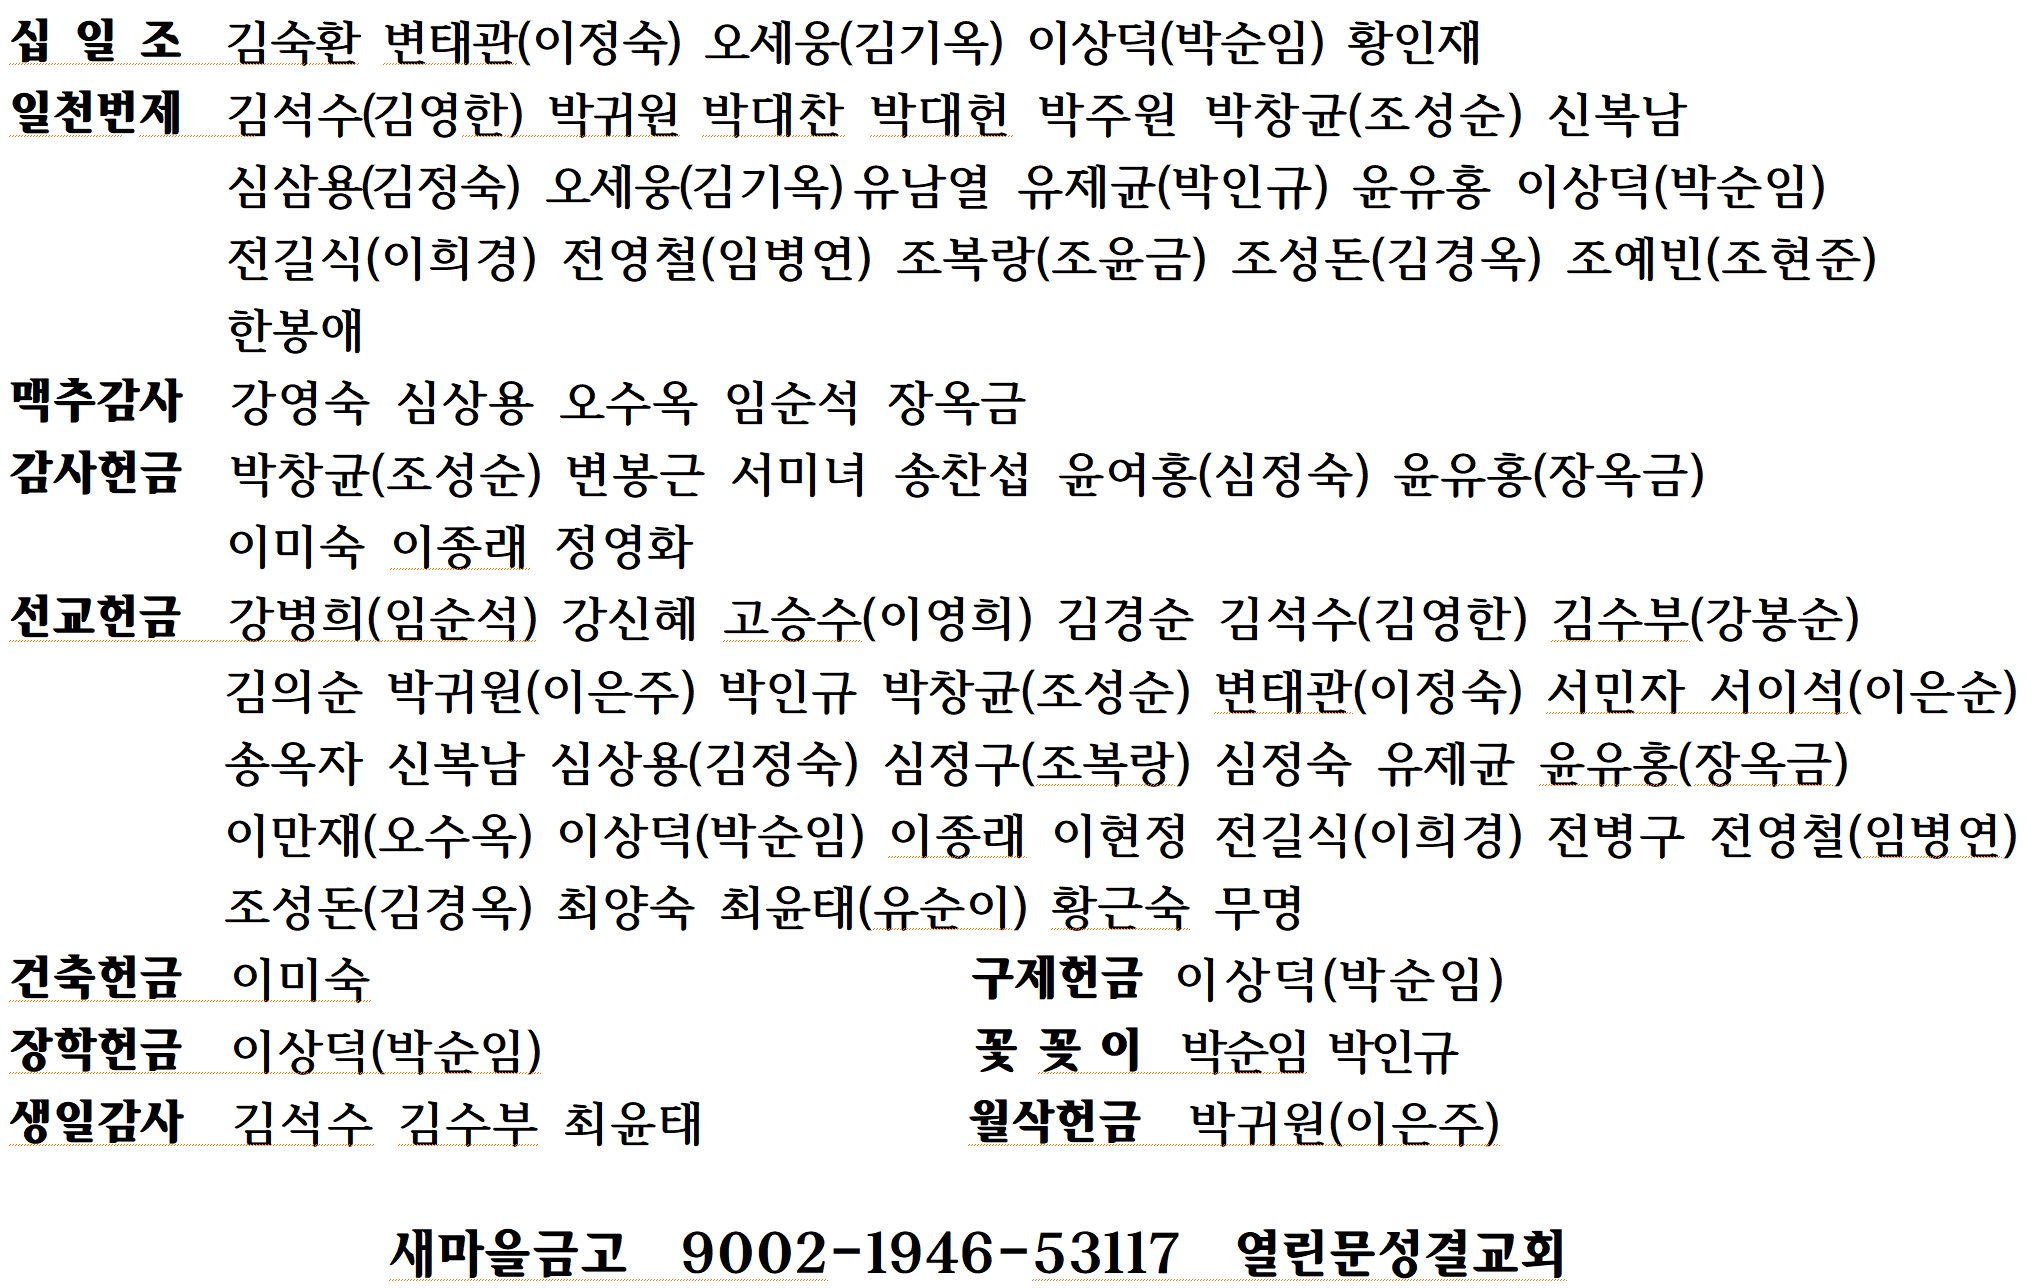 십 일 조 김숙환 변태관(이정숙) 오세웅(김기옥) 이상덕(박순임) 황인재
일천번제 김석수(김영한) 박귀원 박대찬 박대헌 박주원 박창균(조성순) 신복남
심삼용(김정숙) 오세웅(김기옥) 유남열 유제균(박인규) 윤유홍 이상덕(박순임)
전길식(이희경) 전영철(임병연) 조복랑(조윤금) 조성돈(김경옥) 조예빈(조현준)
한봉애
맥추감사 강영숙 심상용 오수옥 임순석 장옥금
감사헌금 박창균(조성순) 변봉근 서미녀 송찬섭 윤여홍(심정숙) 윤유홍(장옥금)
이미숙 이종래 정영화
선교헌금 강병희(임순석) 강신혜 고승수(이영희) 김경순 김석수(김영한) 김수부(강봉순)
김의순 박귀원(이은주) 박인규 박창균(조성순) 변태관(이정숙) 서민자 서이석(이은순)
송옥자 신복남 심상용(김정숙) 심정구(조복랑) 심정숙 유제균 윤유홍(장옥금)
이만재(오수옥) 이상덕(박순임) 이종래 이현정 전길식(이희경) 전병구 전영철(임병연)
조성돈(김경옥) 최양숙 최윤태(유순이) 황근숙 무명
건축헌금 이미숙 구제헌금 이상덕(박순임)
장학헌금 이상덕(박순임) 꽃 꽂 이 박순임 박인규
생일감사 김석수 김수부 최윤태 월삭헌금 박귀원(이은주)
새마을금고 9002-1946-53117 열린문성결교회